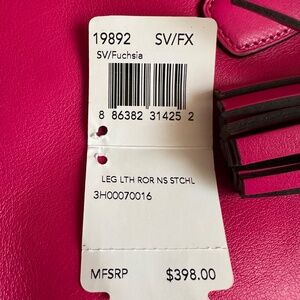 19892 SV/FX
SV/Fuchsia
8 86382 31425 2
LEG LTH ROR NS STCHL
3H00070016
MFSRP $398.00